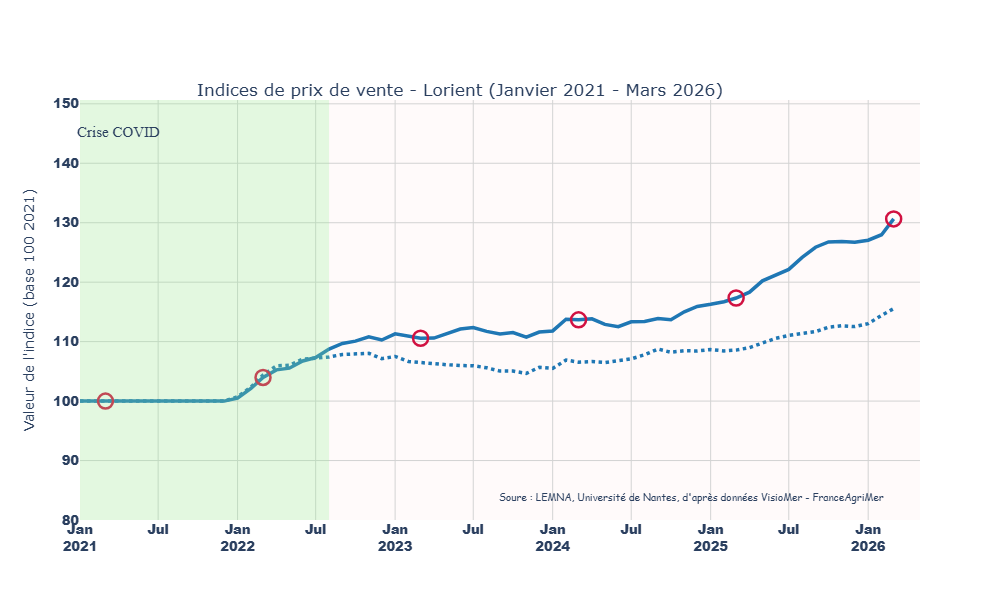 Indices de prix de vente - Lorient (Janvier 2021 - Mars 2026)
150
Crise COVID
140
130
120
110
100
90
80
Valeur de l'indice (base 100 2021)
Soure : LEMNA, Université de Nantes, d'après données VisioMer - FranceAgriMer
Jan Jul Jan Jul Jan Jul Jan Jul Jan Jul Jan
2021 2022 2023 2024 2025 2026